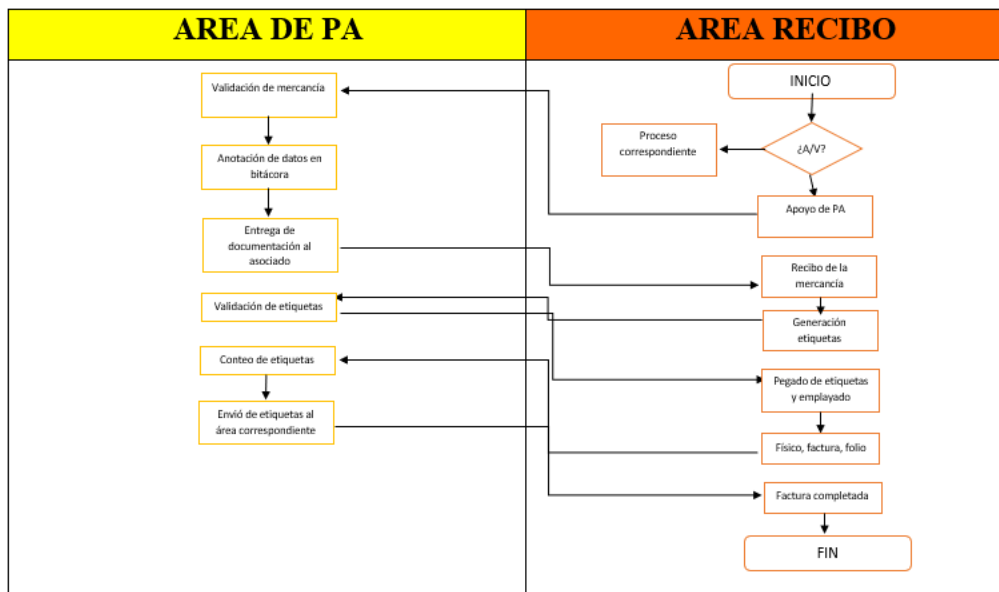 AREA DE PA
AREA RECIBO
Validación de mercancía
Anotación de datos en
bitácora
Entrega de
documentación al
asociado
Validación de etiquetas
Conteo de etiquetas
Envió de etiquetas al
área correspondiente
INICIO
¿A/V?
Proceso
correspondiente
Apoyo de PA
Recibo de la
mercancía
Generación
etiquetas
Pegado de etiquetas
y emplayado
Físico, factura, folio
Factura completada
FIN